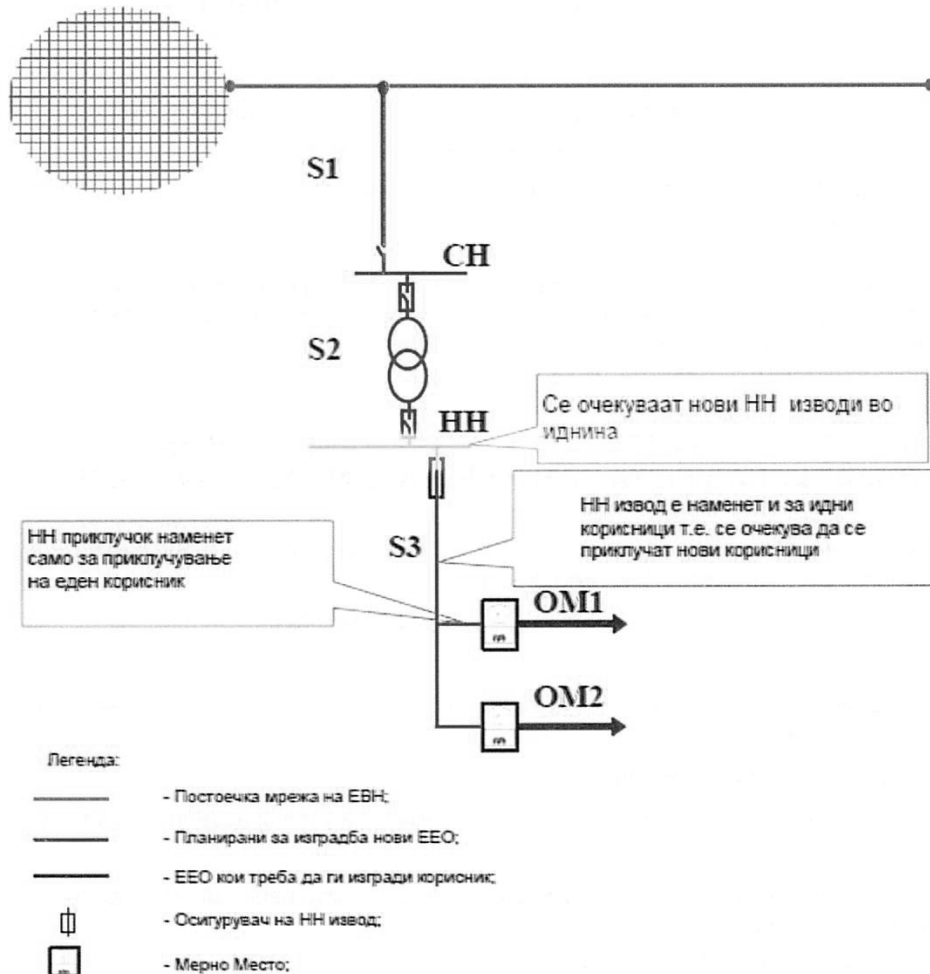 S1
СН
S2
НН
Се очекуваат нови НН изводи во
иднина
НН извод е наменет и за идни
корисници т.е. се очекува да се
приклучат нови корисници
НН приклучок наменет
само за приклучување
на еден корисник
S3
ОМ1
ОМ2
Легенда:
- Постоечка мрежа на ЕВН;
- Планирани за изградба нови ЕЕО;
- ЕЕО кои треба да ги изгради корисник;
- Осигурувач на НН извод;
- Мерно Место;